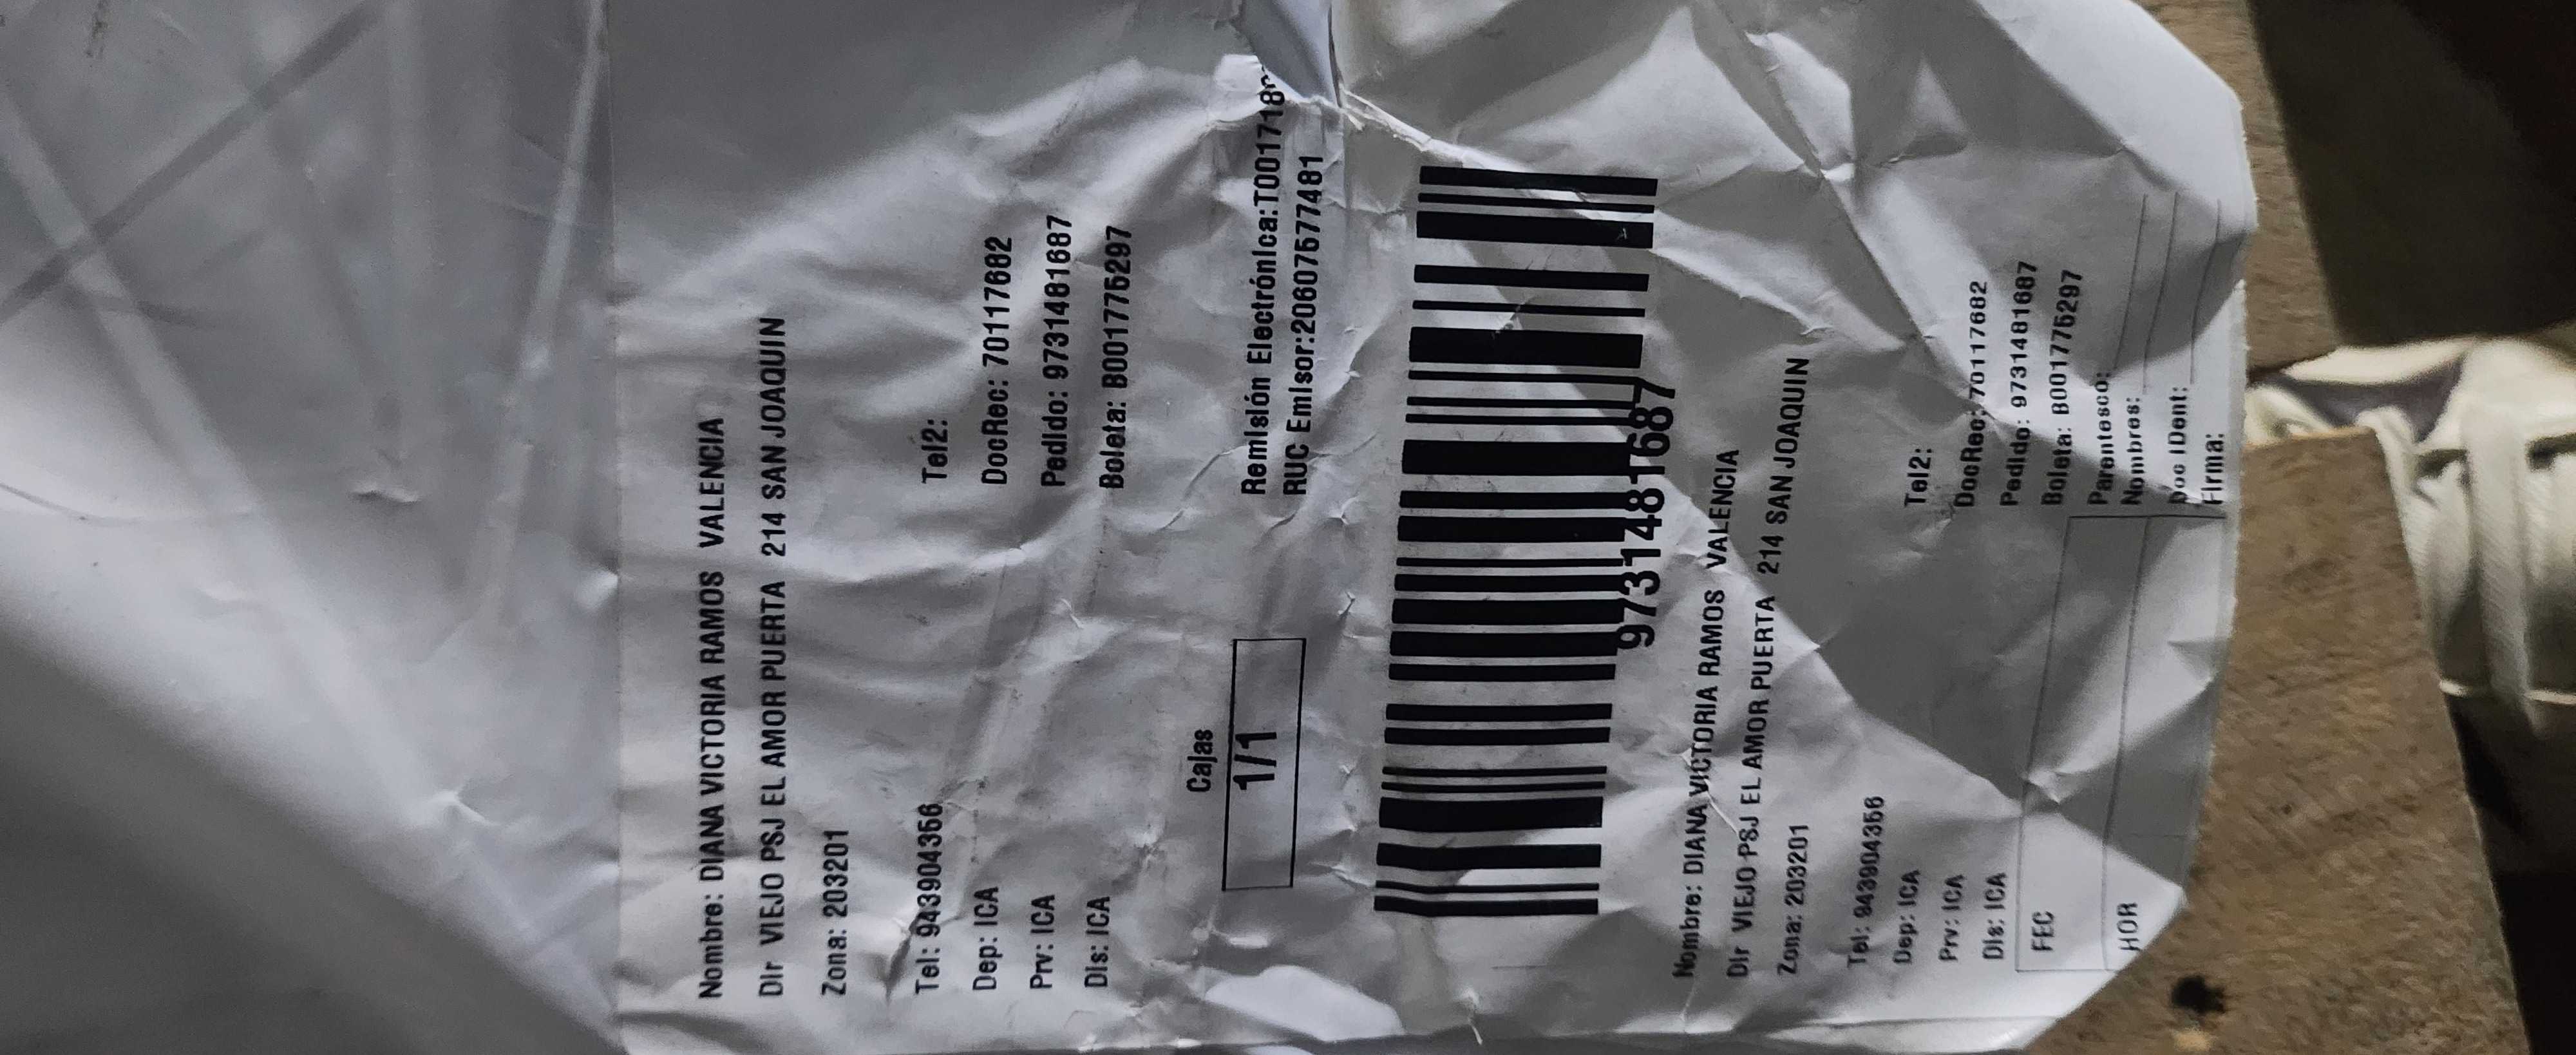 Nombre: DIANA VICTORIA RAMOS VALENCIA
Dir VIEJO PSJ EL AMOR PUERTA 214 SAN JOAQUIN
Zona: 203201
Tel: 943904356 Tel2:
Dep: ICA DocRec: 70117682
Prv: ICA Pedido: 9731481687
Dis: ICA Boleta: B001775297
Cajas
1/1
Remisión Electrónica:T001718
RUC Emisor:20607577481
9731481687
Nombre: DIANA VICTORIA RAMOS VALENCIA
Dir VIEJO PSJ EL AMOR PUERTA 214 SAN JOAQUIN
Zona: 203201
Tel: 943904356 Tel2:
Dep: ICA DocRec: 70117682
Prv: ICA Pedido: 9731481687
Dis: ICA Boleta: B001775297
FEC Parentesco:
Nombres:
HOR Doc IDent:
Firma: